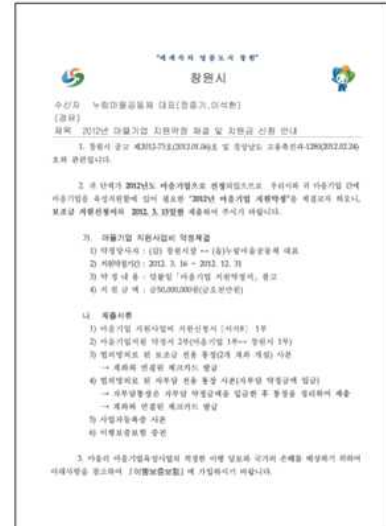 창원시
수신자 누림마을공동체 대표(정종기,이석환)
(경유)
제목 2012년 마을기업 지원약정 체결 및 지원금 신청 안내
1. 창원시 공고 제2012-73호(2012.01.06)호 및 경상남도 고용촉진과-1280(2012.02.24)
호와 관련입니다.
2. 귀 단체가 2012년도 마을기업으로 선정되었으므로 우리시와 귀 마을기업 간에
마을기업을 육성지원함에 있어 필요한 "2012년 마을기업 지원약정"을 체결코자 하오니,
보조금 지원신청서와 2012. 3. 13일한 제출하여 주시기 바랍니다.
가. 마을기업 지원사업비 약정체결
1) 약정당사자 : (갑) 창원시장 ↔ (을)누림마을공동체 대표
2) 지원약정기간 : 2012. 3. 16 ~ 2012. 12. 31
3) 약 정 내 용 : 덧붙임 「마을기업 지원약정서」 참고
4) 지 원 금 액 : 금50,000,000원(금오천만원)
나. 제출서류
1) 마을기업 지원사업비 지원신청서 [서식8] 1부
2) 마을기업지원 약정서 2부(마을기업 1부, 창원시 1부)
3) 법인명의로 된 보조금 전용 통장(2개 계좌 개설) 사본
→ 계좌와 연결된 체크카드 발급
4) 법인명의로 된 자부담 전용 통장 사본(자부담 약정금액 입금)
→ 자부담통장은 자부담 약정금액을 입금한 후 통장을 정리하여 제출
→ 계좌와 연결된 체크카드 발급
5) 사업자등록증 사본
6) 이행보증보험 증권
3. 아울러 마을기업육성사업의 적정한 이행 담보와 국가의 손해를 배상하기 위하여
아래사항을 참고하여 「이행보증보험」에 가입하시기 바랍니다.